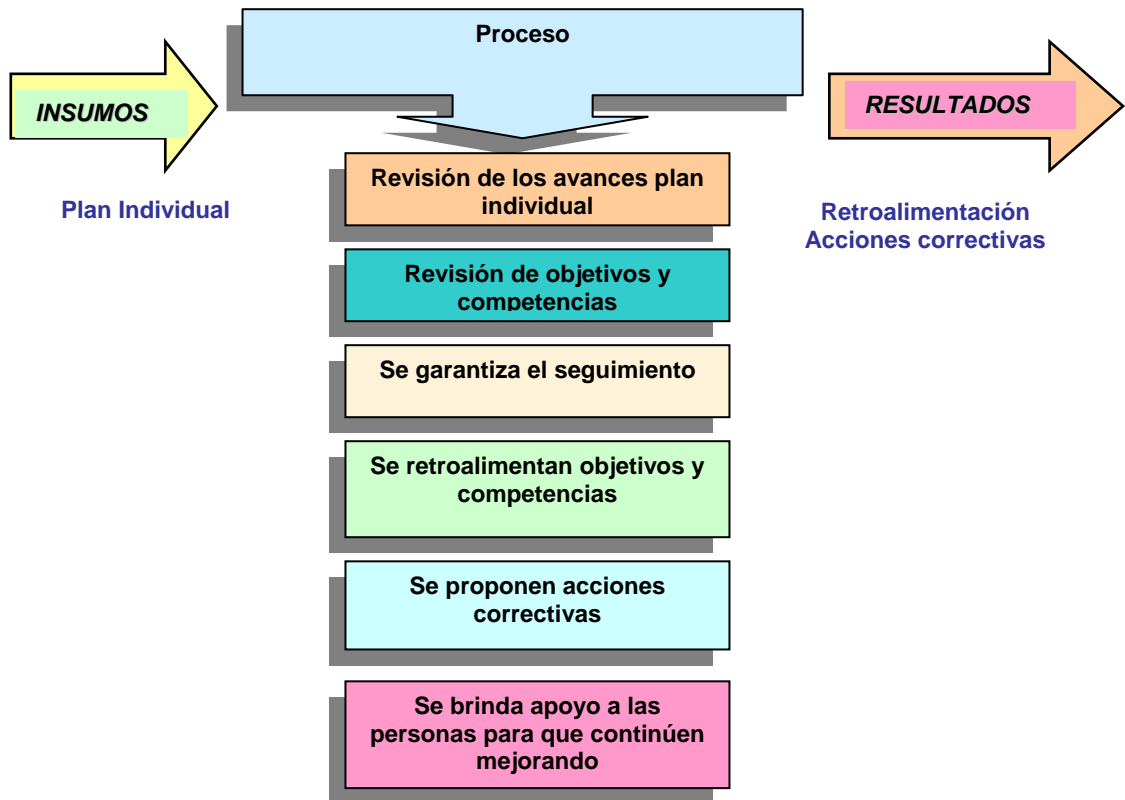 Proceso
INSUMOS
RESULTADOS
Plan Individual
Retroalimentación
Acciones correctivas
Revisión de los avances plan
individual
Revisión de objetivos y
competencias
Se garantiza el seguimiento
Se retroalimentan objetivos y
competencias
Se proponen acciones
correctivas
Se brinda apoyo a las
personas para que continúen
mejorando